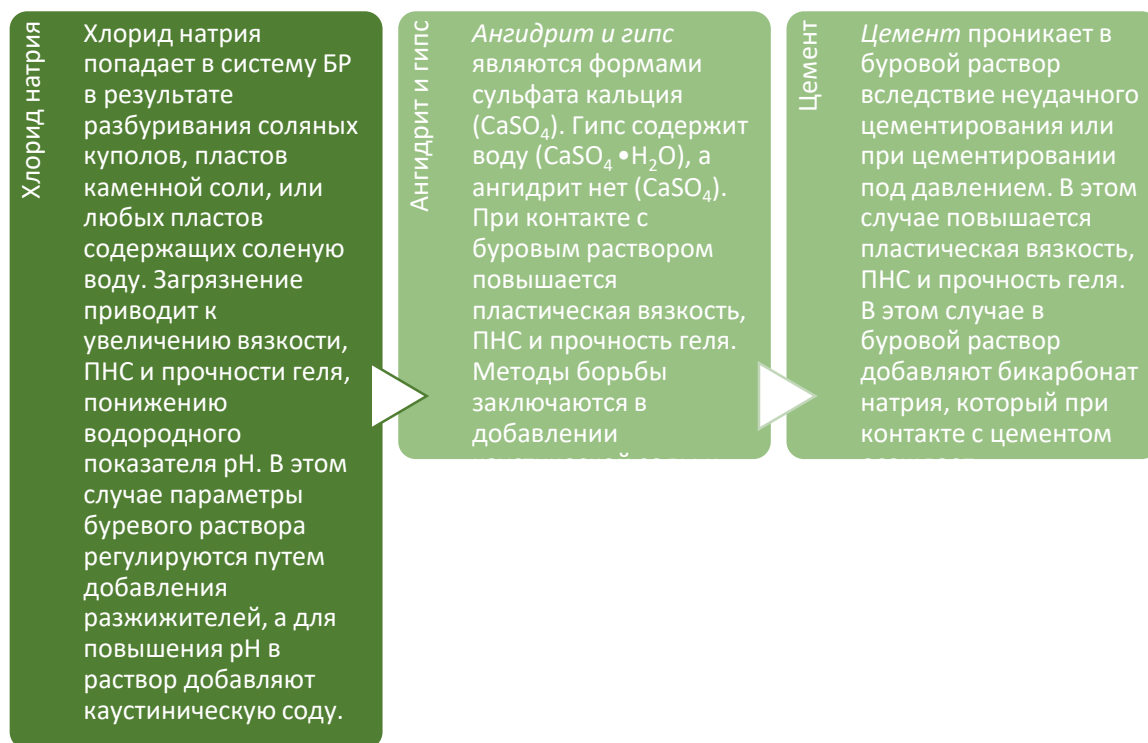 Хлорид натрия
Хлорид натрия
попадает в систему БР
в результате
разбуривания соляных
куполов, пластов
каменной соли, или
любых пластов
содержащих соленую
воду. Загрязнение
приводит к
увеличению вязкости,
ПНС и прочности геля,
понижению
водородного
показателя pH. В этом
случае параметры
буревого раствора
регулируются путем
добавления
разжижителей, а для
повышения pH в
раствор добавляют
каустиническую соду.
Ангидрит и гипс
Ангидрит и гипс
являются формами
сульфата кальция
(CaSO₄). Гипс содержит
воду (CaSO₄•H₂O), а
ангидрит нет (CaSO₄).
При контакте с
буровым раствором
повышается
пластическая вязкость,
ПНС и прочность геля.
Методы борьбы
заключаются в
добавлении
Цемент
Цемент проникает в
буровой раствор
вследствие неудачного
цементирования или
при цементировании
под давлением. В этом
случае повышается
пластическая вязкость,
ПНС и прочность геля.
В этом случае в
буровой раствор
добавляют бикарбонат
натрия, который при
контакте с цементом